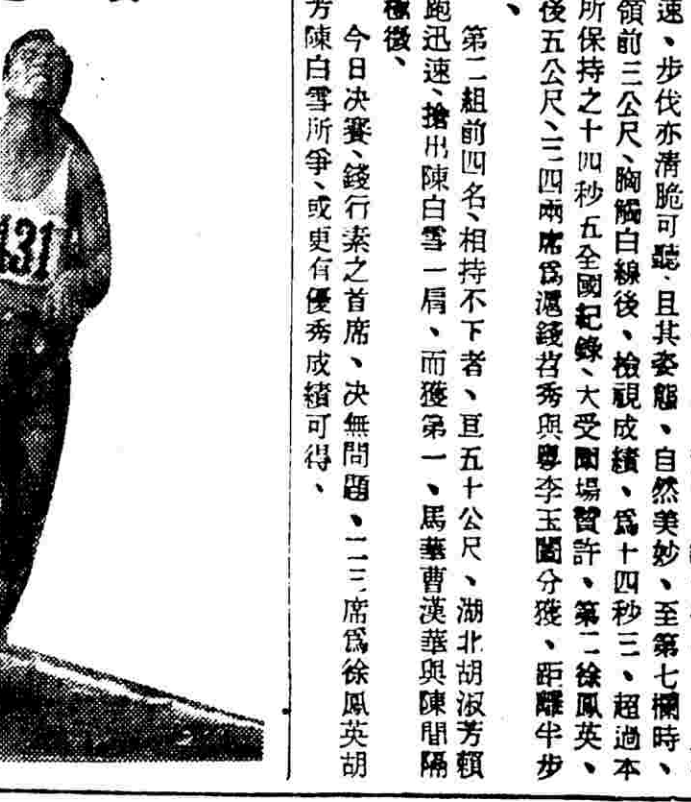 速、步伐亦清脆可聽、且其姿態、自然美妙、至第七欄時、
領前三公尺、胸觸白線後、檢視成績、爲十四秒三、超過本
所保持之十四秒五全國紀錄、大受闔場贊許、第二徐鳳英、
後五公尺、三四兩席爲滬錢苕秀與粵李玉閫分獲、距離半步
、
第二組前四名、相持不下者、亘五十公尺、湖北胡淑芳賴
跑迅速、搶出陳白雪一肩、而獲第一、馬華曹漢華與陳間隔
極微、
今日决賽、錢行素之首席、决無問題、二三席爲徐鳳英胡
芳陳白雪所爭、或更有優秀成績可得、
431